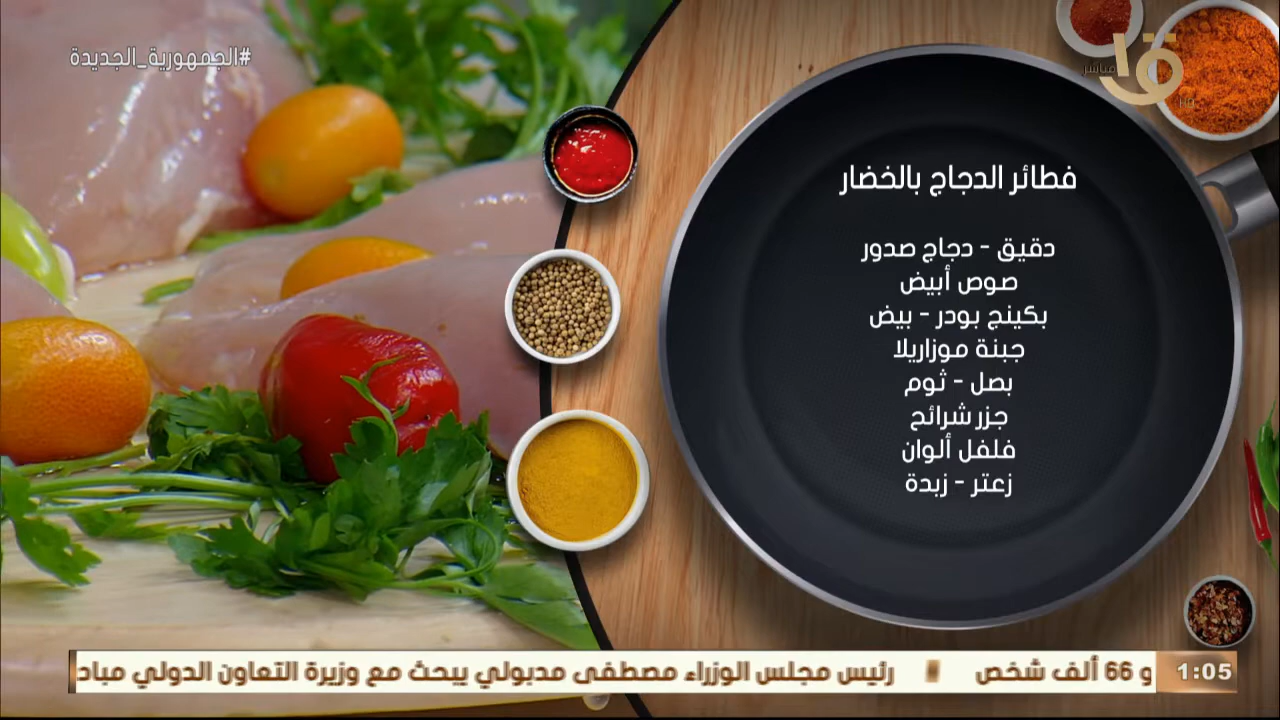 #الجمهورية_الجديدة
مباشر
فطائر الدجاج بالخضار
دقيق - دجاج صدور
صوص أبيض
بكينج بودر - بيض
جبنة موزاريلا
بصل - ثوم
جزر شرائح
فلفل ألوان
زعتر - زبدة
1:05
و 66 ألف شخص
رئيس مجلس الوزراء مصطفى مدبولي يبحث مع وزيرة التعاون الدولي مباد